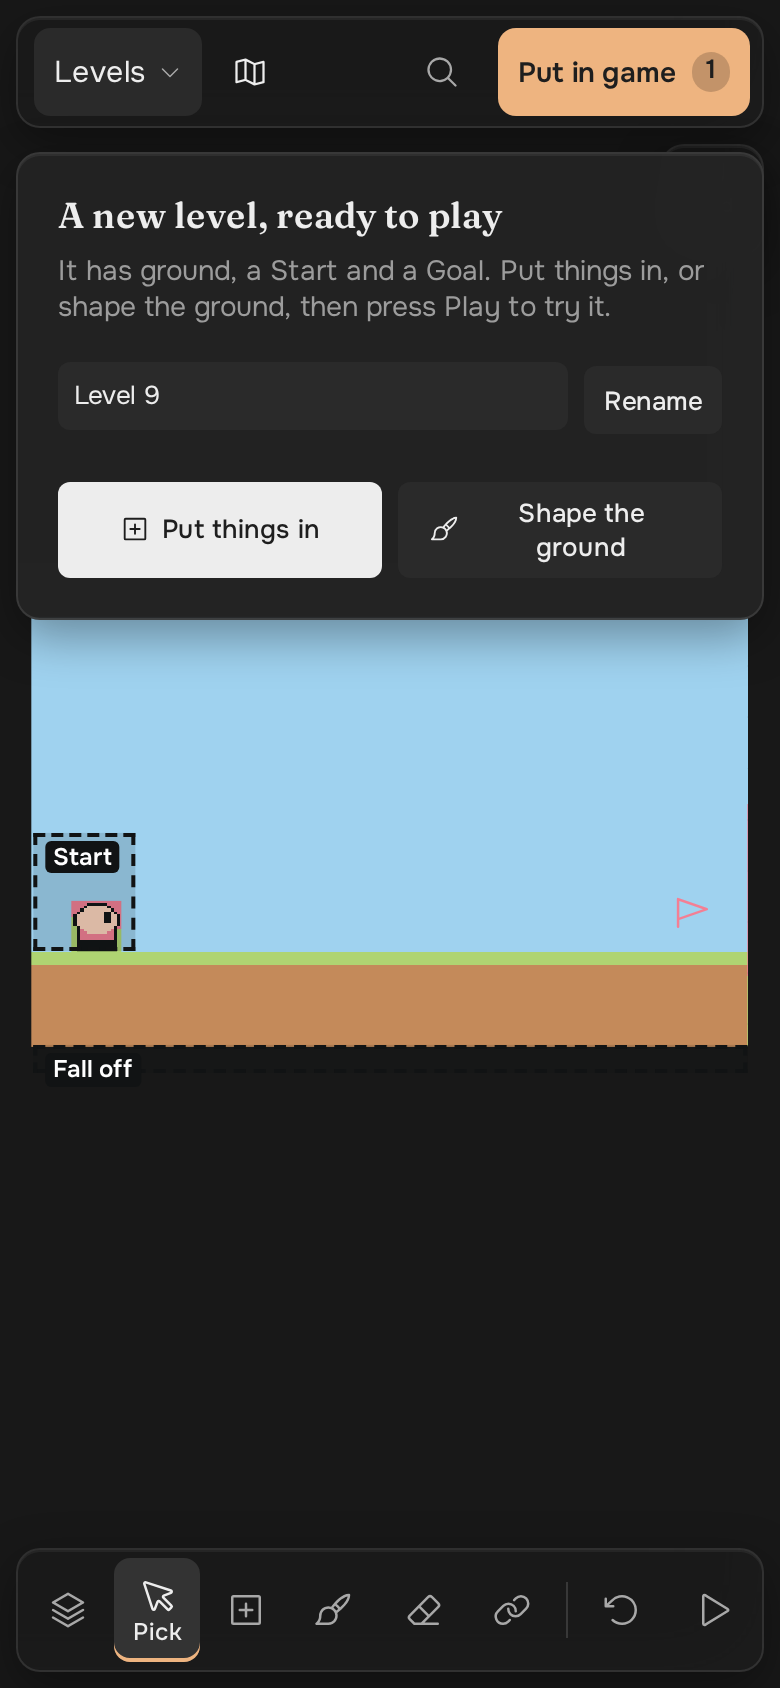 Levels
Put in game 1
A new level, ready to play
It has ground, a Start and a Goal. Put things in, or
shape the ground, then press Play to try it.
Level 9
Rename
Put things in
Shape the
ground
Start
Fall off
Pick